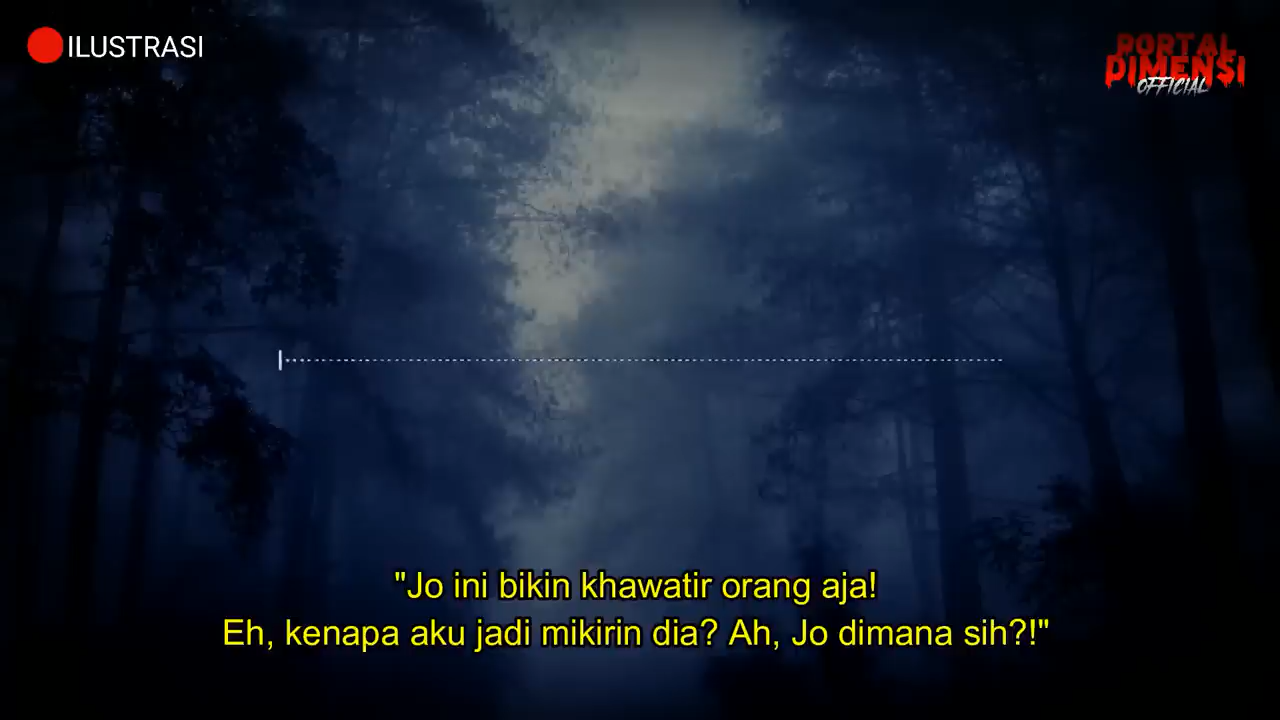 ILUSTRASI
PORTAL
DIMENSI
OFFICIAL
"Jo ini bikin khawatir orang aja!
Eh, kenapa aku jadi mikirin dia? Ah, Jo dimana sih?!"